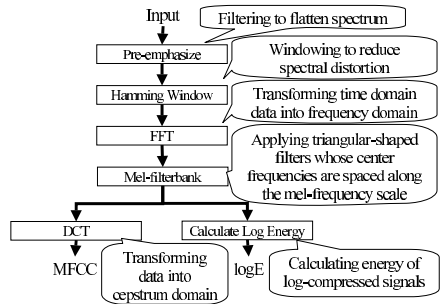 Input
Filtering to flatten spectrum
Pre-emphasize
Windowing to reduce
spectral distortion
Hamming Window
Transforming time domain
data into frequency domain
FFT
Applying triangular-shaped
filters whose center
frequencies are spaced along
the mel-frequency scale
Mel-filterbank
DCT
Calculate Log Energy
MFCC
Transforming
data into
cepstrum domain
logE
Calculating energy of
log-compressed signals